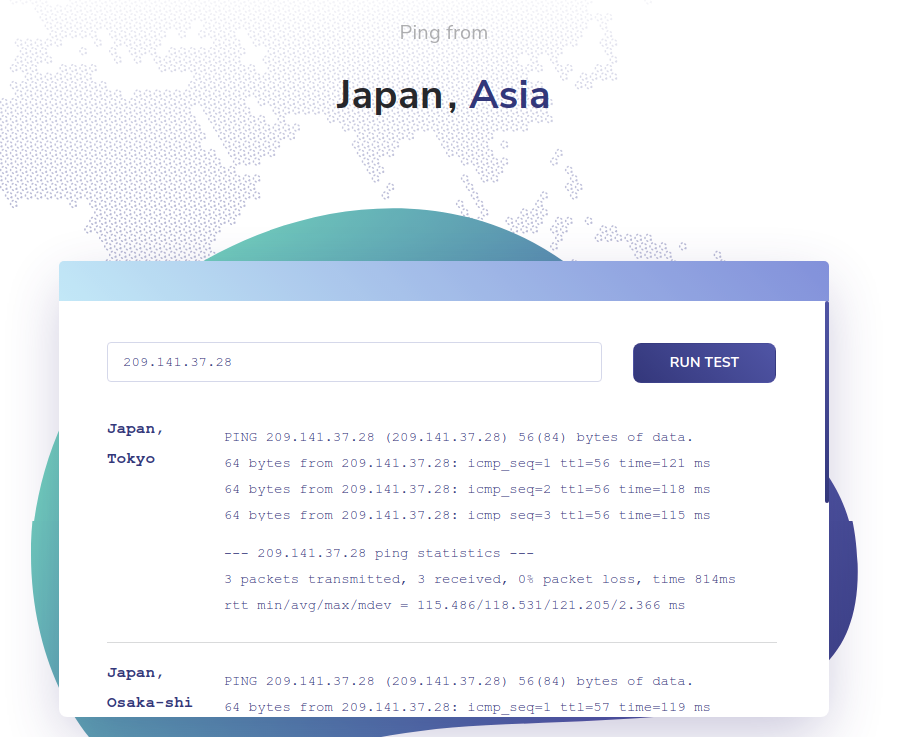 Ping from
Japan, Asia
209.141.37.28
RUN TEST
Japan,
Tokyo
PING 209.141.37.28 (209.141.37.28) 56(84) bytes of data.
64 bytes from 209.141.37.28: icmp_seq=1 ttl=56 time=121 ms
64 bytes from 209.141.37.28: icmp_seq=2 ttl=56 time=118 ms
64 bytes from 209.141.37.28: icmp_seq=3 ttl=56 time=115 ms
--- 209.141.37.28 ping statistics ---
3 packets transmitted, 3 received, 0% packet loss, time 814ms
rtt min/avg/max/mdev = 115.486/118.531/121.205/2.366 ms
Japan,
Osaka-shi
PING 209.141.37.28 (209.141.37.28) 56(84) bytes of data.
64 bytes from 209.141.37.28: icmp_seq=1 ttl=57 time=119 ms